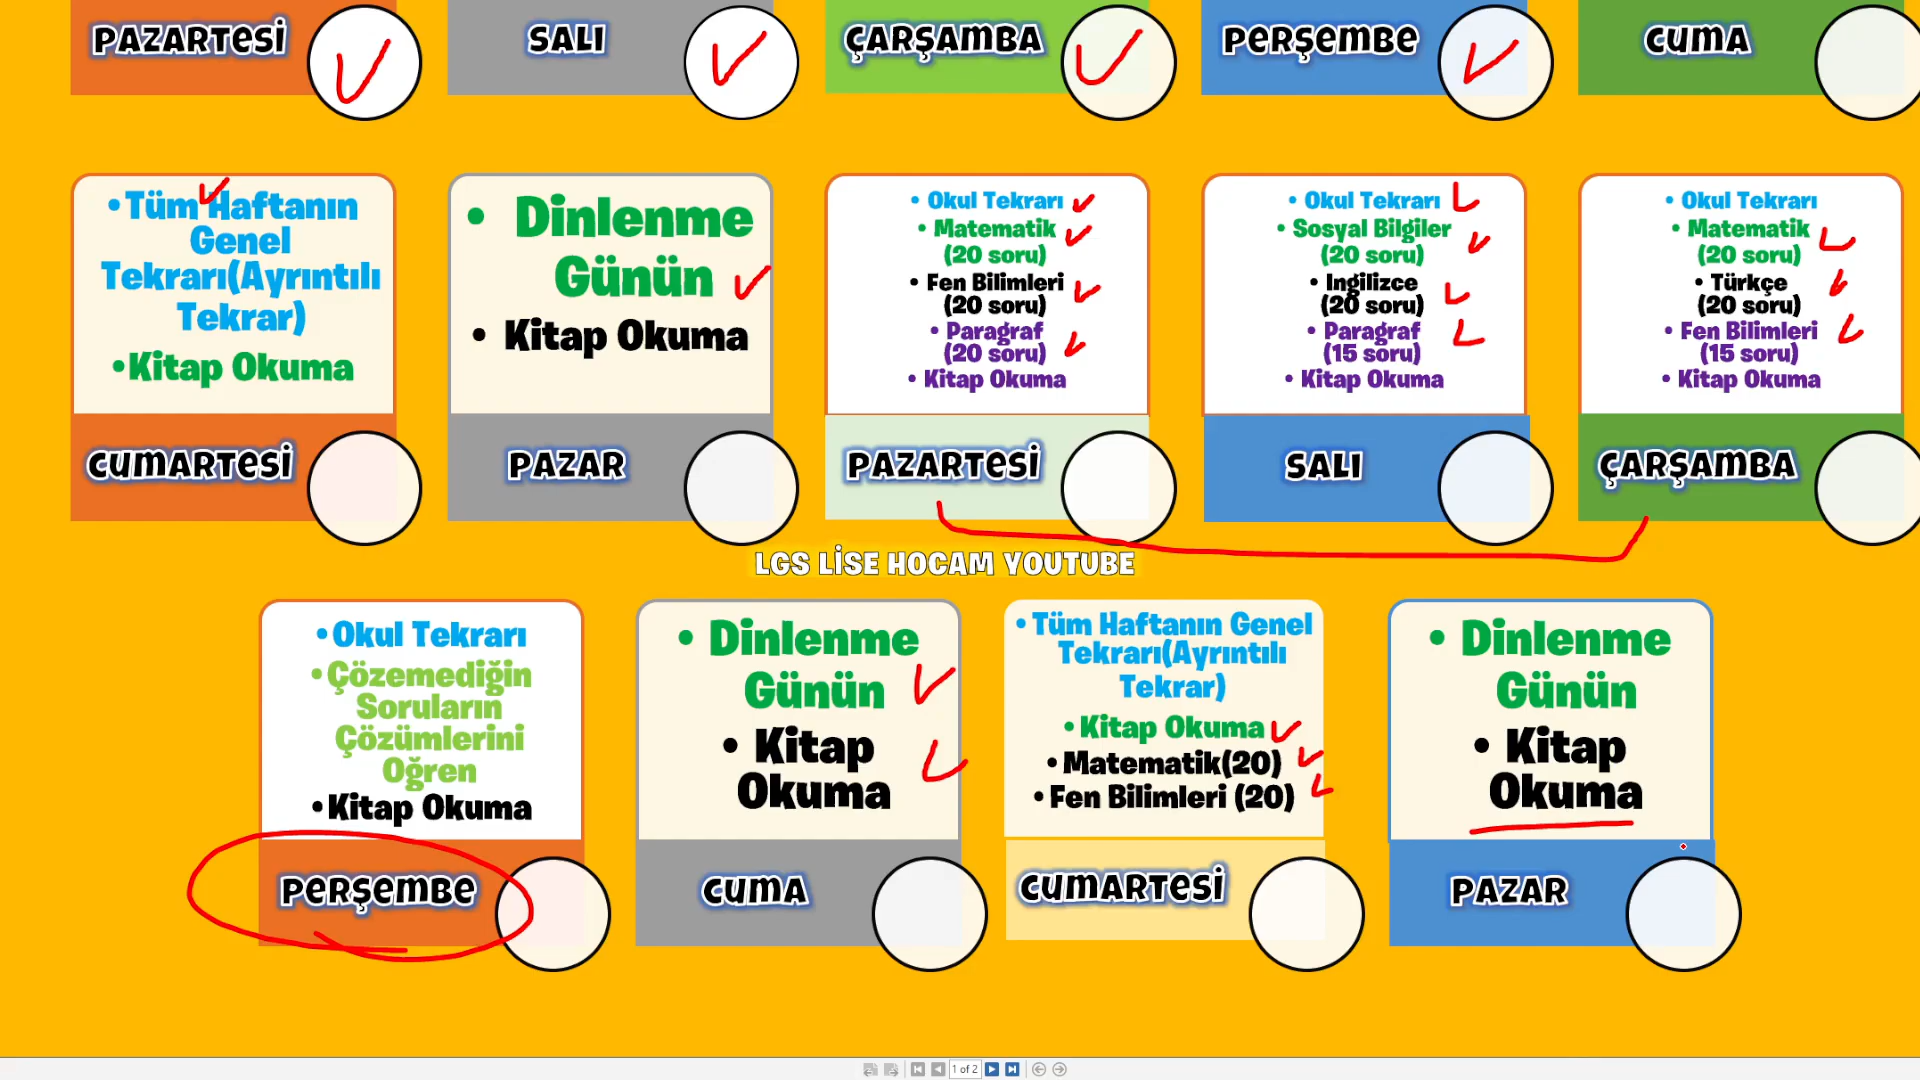 PAZARTESİ
SALI
ÇARŞAMBA
PERŞEMBE
CUMA
•Tüm Haftanın
Genel
Tekrarı(Ayrıntılı
Tekrar)
•Kitap Okuma
CUMARTESİ
• Dinlenme
Günün
• Kitap Okuma
PAZAR
• Okul Tekrarı
• Matematik
(20 soru)
• Fen Bilimleri
(20 soru)
• Paragraf
(20 soru)
• Kitap Okuma
PAZARTESİ
• Okul Tekrarı
• Sosyal Bilgiler
(20 soru)
• Ingilizce
(20 soru)
• Paragraf
(15 soru)
• Kitap Okuma
SALI
• Okul Tekrarı
• Matematik
(20 soru)
• Türkçe
(20 soru)
• Fen Bilimleri
(15 soru)
• Kitap Okuma
ÇARŞAMBA
LGS LİSE HOCAM YOUTUBE
•Okul Tekrarı
•Çözemediğin
Soruların
Çözümlerini
Oğren
•Kitap Okuma
PERŞEMBE
• Dinlenme
Günün
• Kitap
Okuma
CUMA
•Tüm Haftanın Genel
Tekrarı(Ayrıntılı
Tekrar)
•Kitap Okuma
•Matematik(20)
•Fen Bilimleri (20)
CUMARTESİ
• Dinlenme
Günün
• Kitap
Okuma
PAZAR
1 of 2